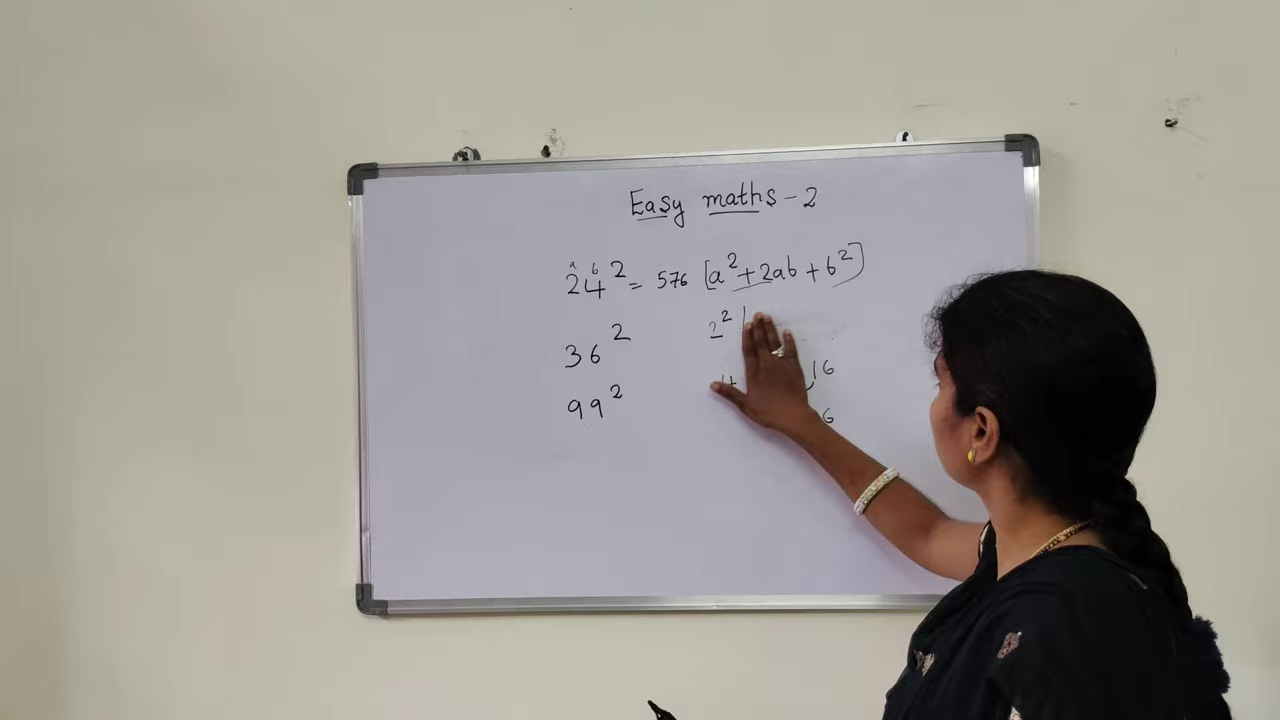 Easy maths - 2
a b
24² = 576 [a² + 2ab + b²]
36² 2² |
4 16
99² 6